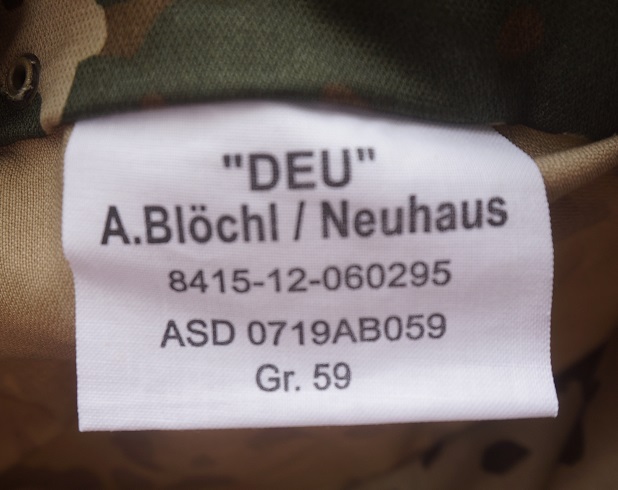 "DEU"
A.Blöchl / Neuhaus
8415-12-060295
ASD 0719AB059
Gr. 59